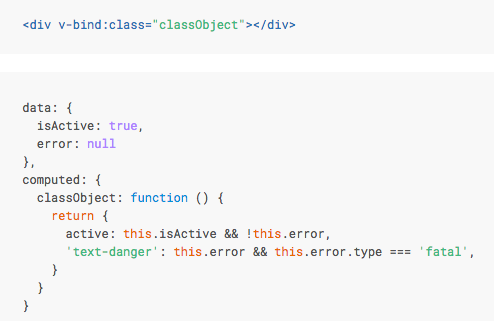 <div v-bind:class="classObject"></div>
data: {
  isActive: true,
  error: null
},
computed: {
  classObject: function () {
    return {
      active: this.isActive && !this.error,
      'text-danger': this.error && this.error.type === 'fatal',
    }
  }
}